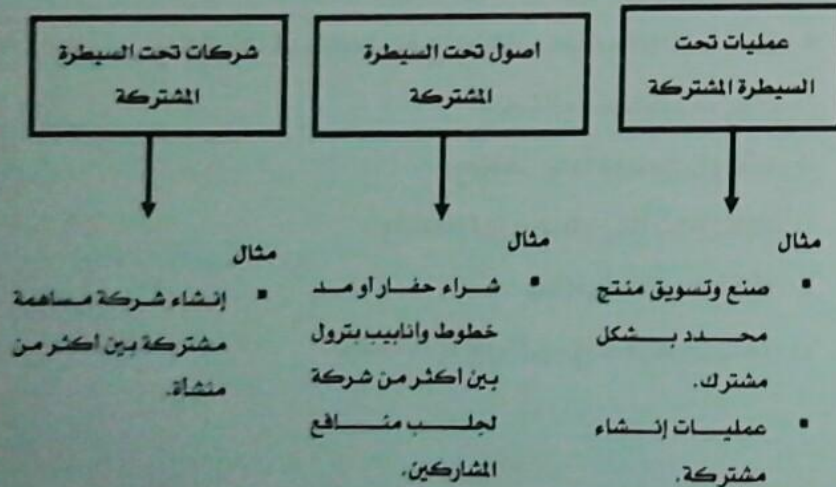 عمليات تحت
السيطرة المشتركة
اصول تحت السيطرة
المشتركة
شركات تحت السيطرة
المشتركة
مثال
▪ صنع وتسويق منتج
محدد بشكل
مشترك.
▪ عمليات إنشاء
مشتركة.
مثال
▪ شراء حفار او مد
خطوط وانابيب بترول
بين اكثر من شركة
لجلب منافع
المشاركين.
مثال
▪ إنشاء شركة مساهمة
مشتركة بين اكثر من
منشأة.